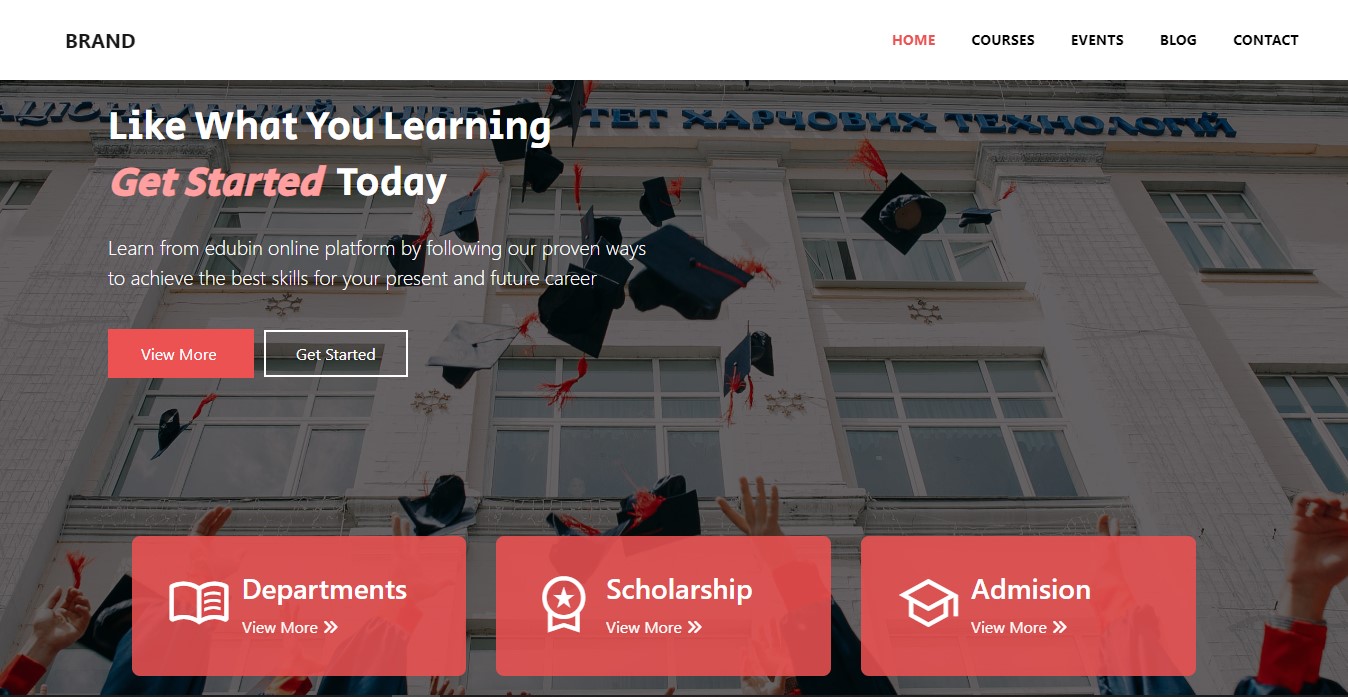 BRAND
HOME COURSES EVENTS BLOG CONTACT
ТЕТ ХАРЧОВИХ ТЕХНОЛОГІЙ
Like What You Learning
Get Started Today
Learn from edubin online platform by following our proven ways
to achieve the best skills for your present and future career
View More
Get Started
Departments
View More
Scholarship
View More
Admision
View More